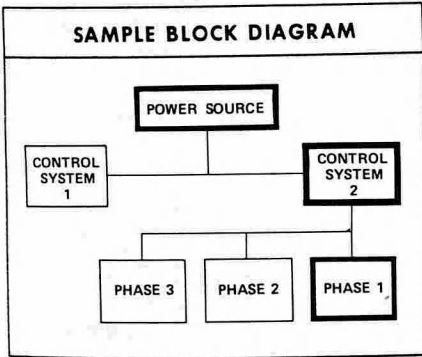 SAMPLE BLOCK DIAGRAM
POWER SOURCE
CONTROL
SYSTEM
1
CONTROL
SYSTEM
2
PHASE 3
PHASE 2
PHASE 1